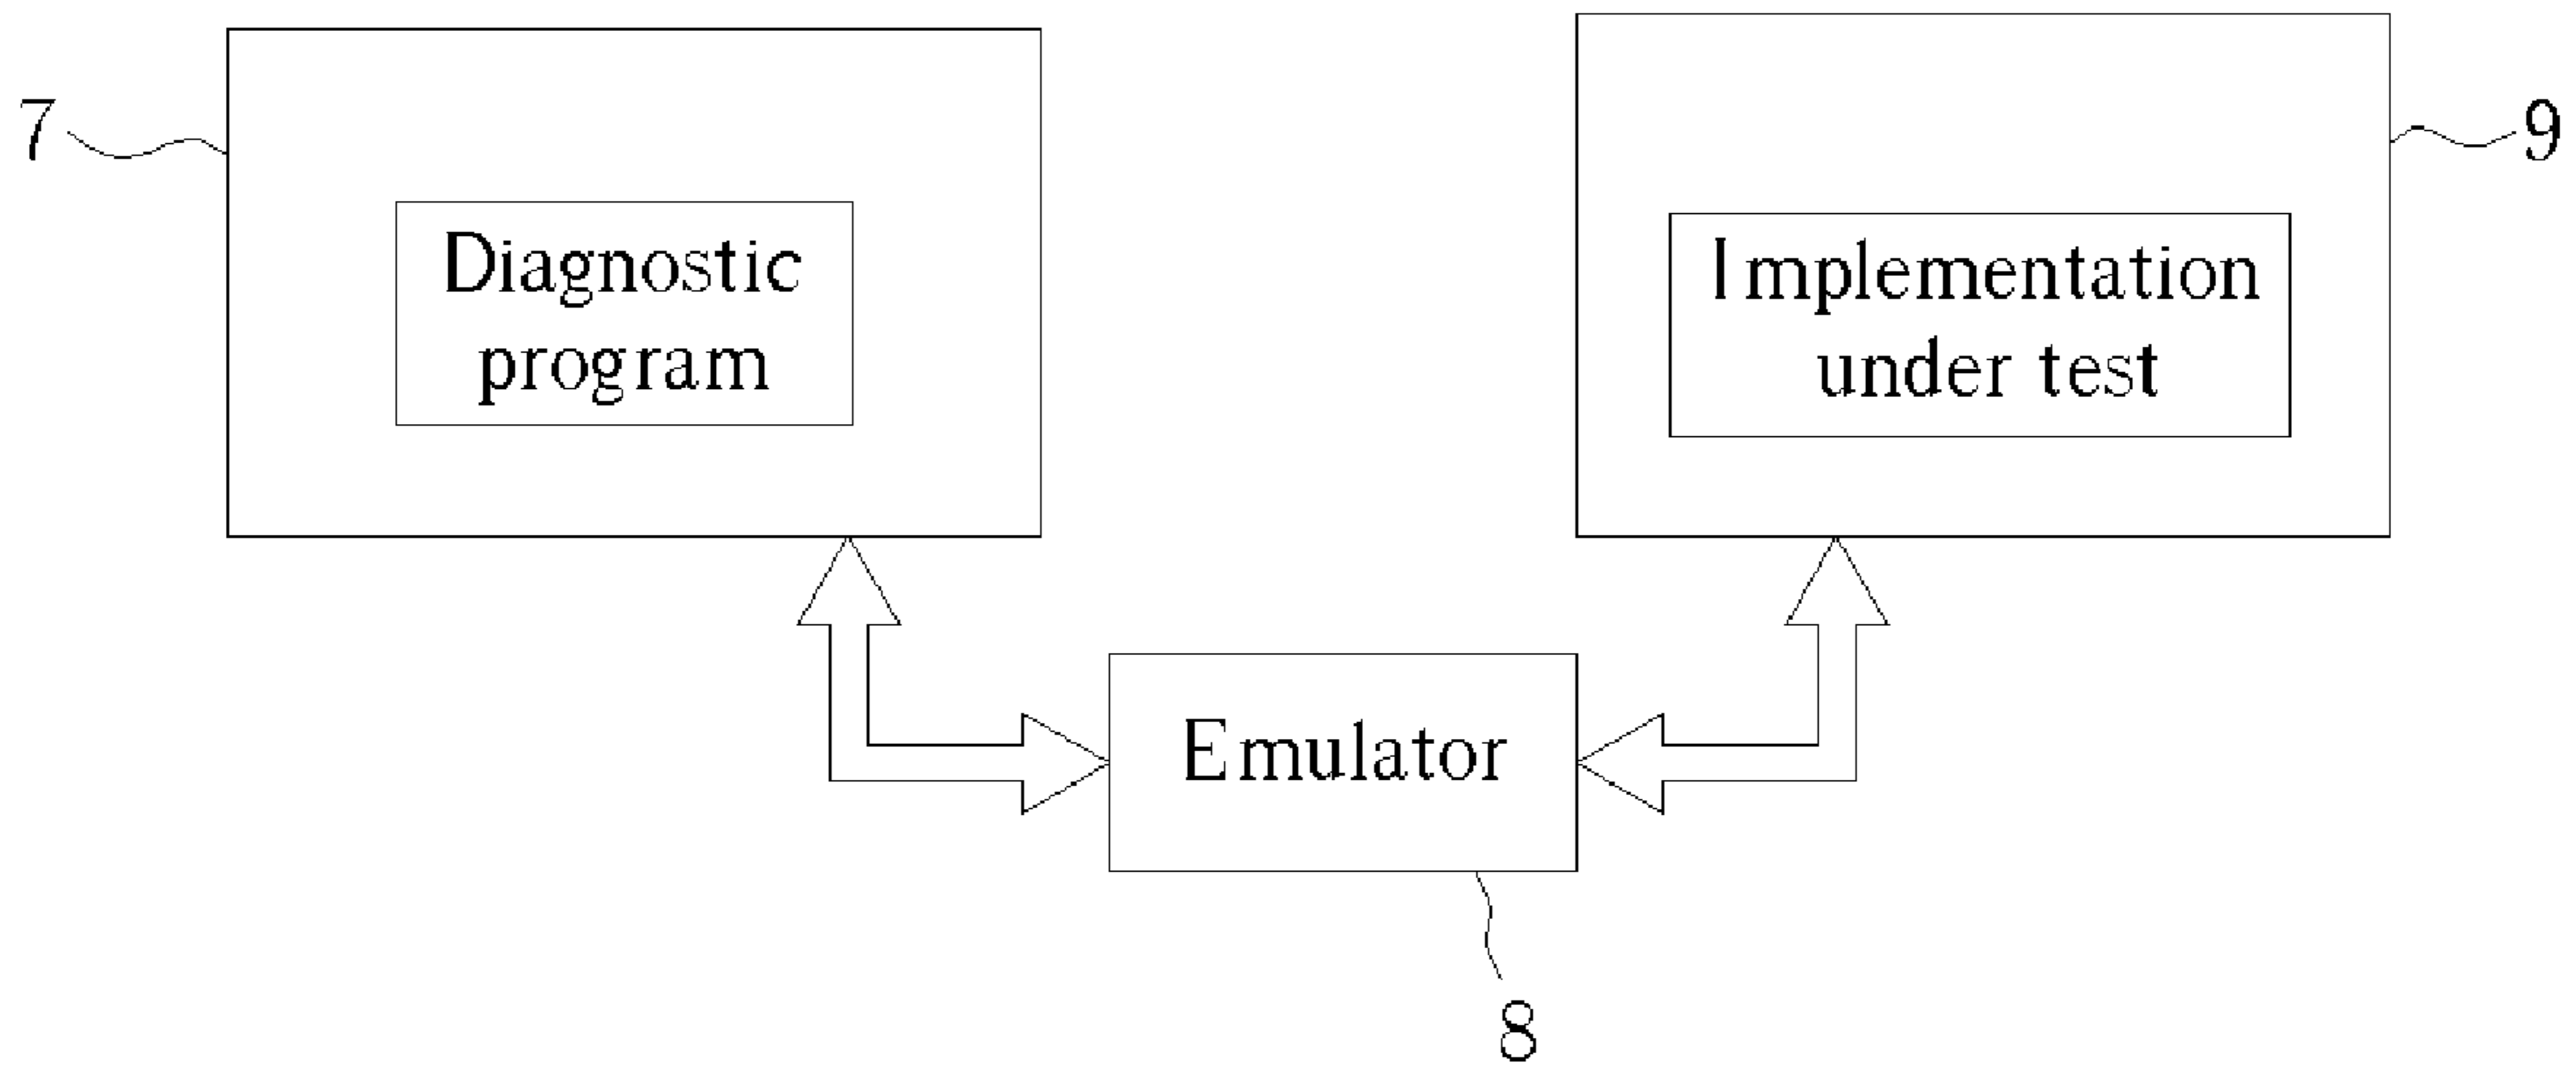 7
Diagnostic
program
9
Implementation
under test
Emulator
8